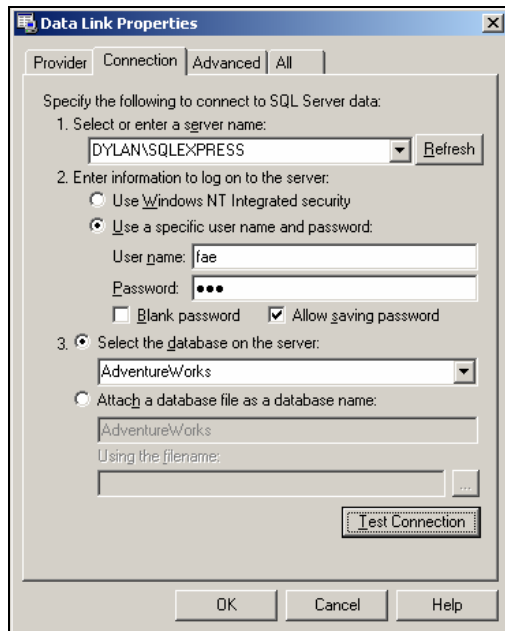 Data Link Properties
Provider Connection Advanced All
Specify the following to connect to SQL Server data:
1. Select or enter a server name:
DYLAN\SQLEXPRESS Refresh
2. Enter information to log on to the server:
Use Windows NT Integrated security
Use a specific user name and password:
User name: fae
Password: ●●●
Blank password Allow saving password
3. Select the database on the server:
AdventureWorks
Attach a database file as a database name:
AdventureWorks
Using the filename:
...
Test Connection
OK Cancel Help